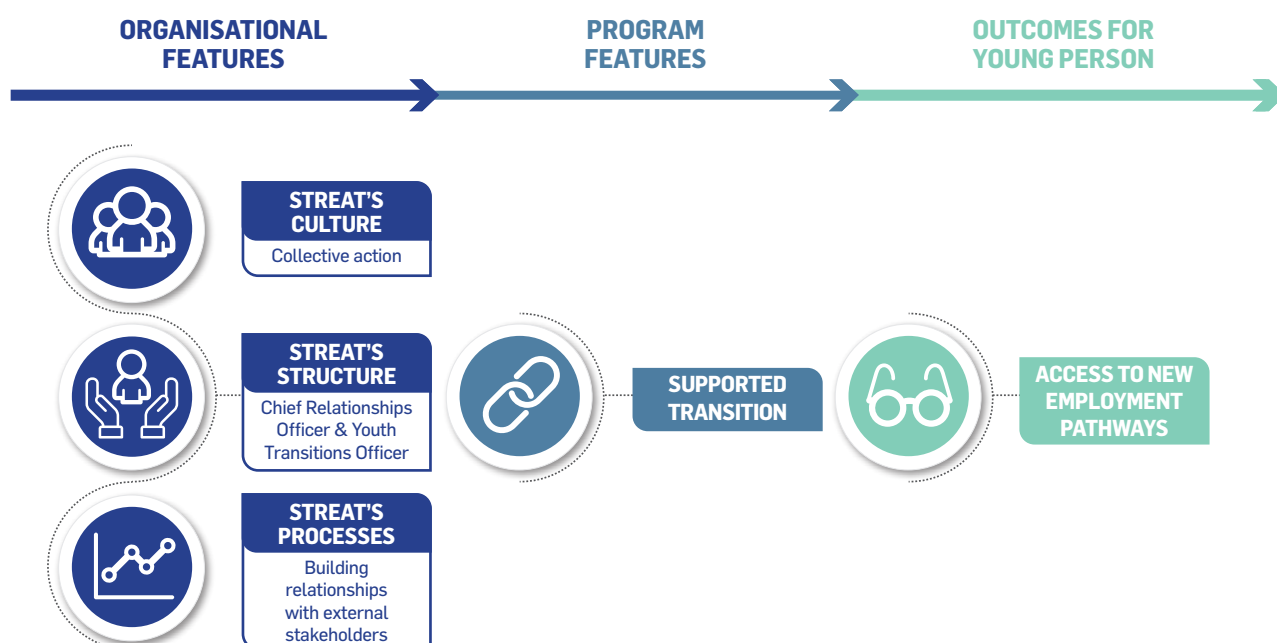 ORGANISATIONAL
FEATURES
PROGRAM
FEATURES
OUTCOMES FOR
YOUNG PERSON
STREAT'S
CULTURE
Collective action
STREAT'S
STRUCTURE
Chief Relationships
Officer & Youth
Transitions Officer
SUPPORTED
TRANSITION
ACCESS TO NEW
EMPLOYMENT
PATHWAYS
STREAT'S
PROCESSES
Building
relationships
with external
stakeholders